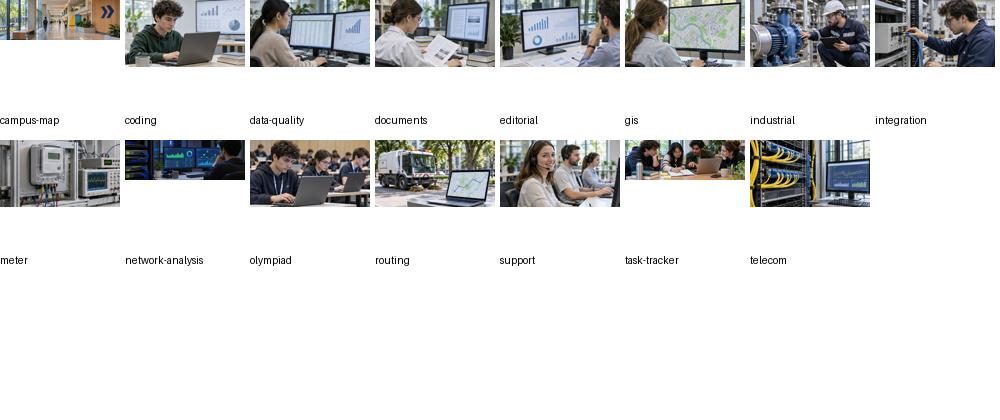 campus-map
coding
data-quality
documents
editorial
gis
industrial
integration
meter
network-analysis
olympiad
routing
support
task-tracker
telecom